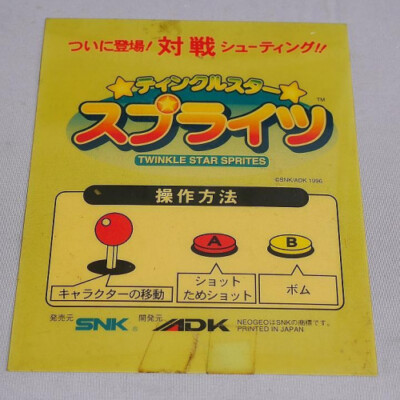 ついに登場! 対戦 シューティング!!
ティンクルスター
スプライツ™
TWINKLE STAR SPRITES
©SNK/ADK 1996
操作方法
A
B
キャラクターの移動
ショット
ためショット
ボム
発売元 SNK® 開発元 ADK
NEOGEOはSNKの商標です。
PRINTED IN JAPAN